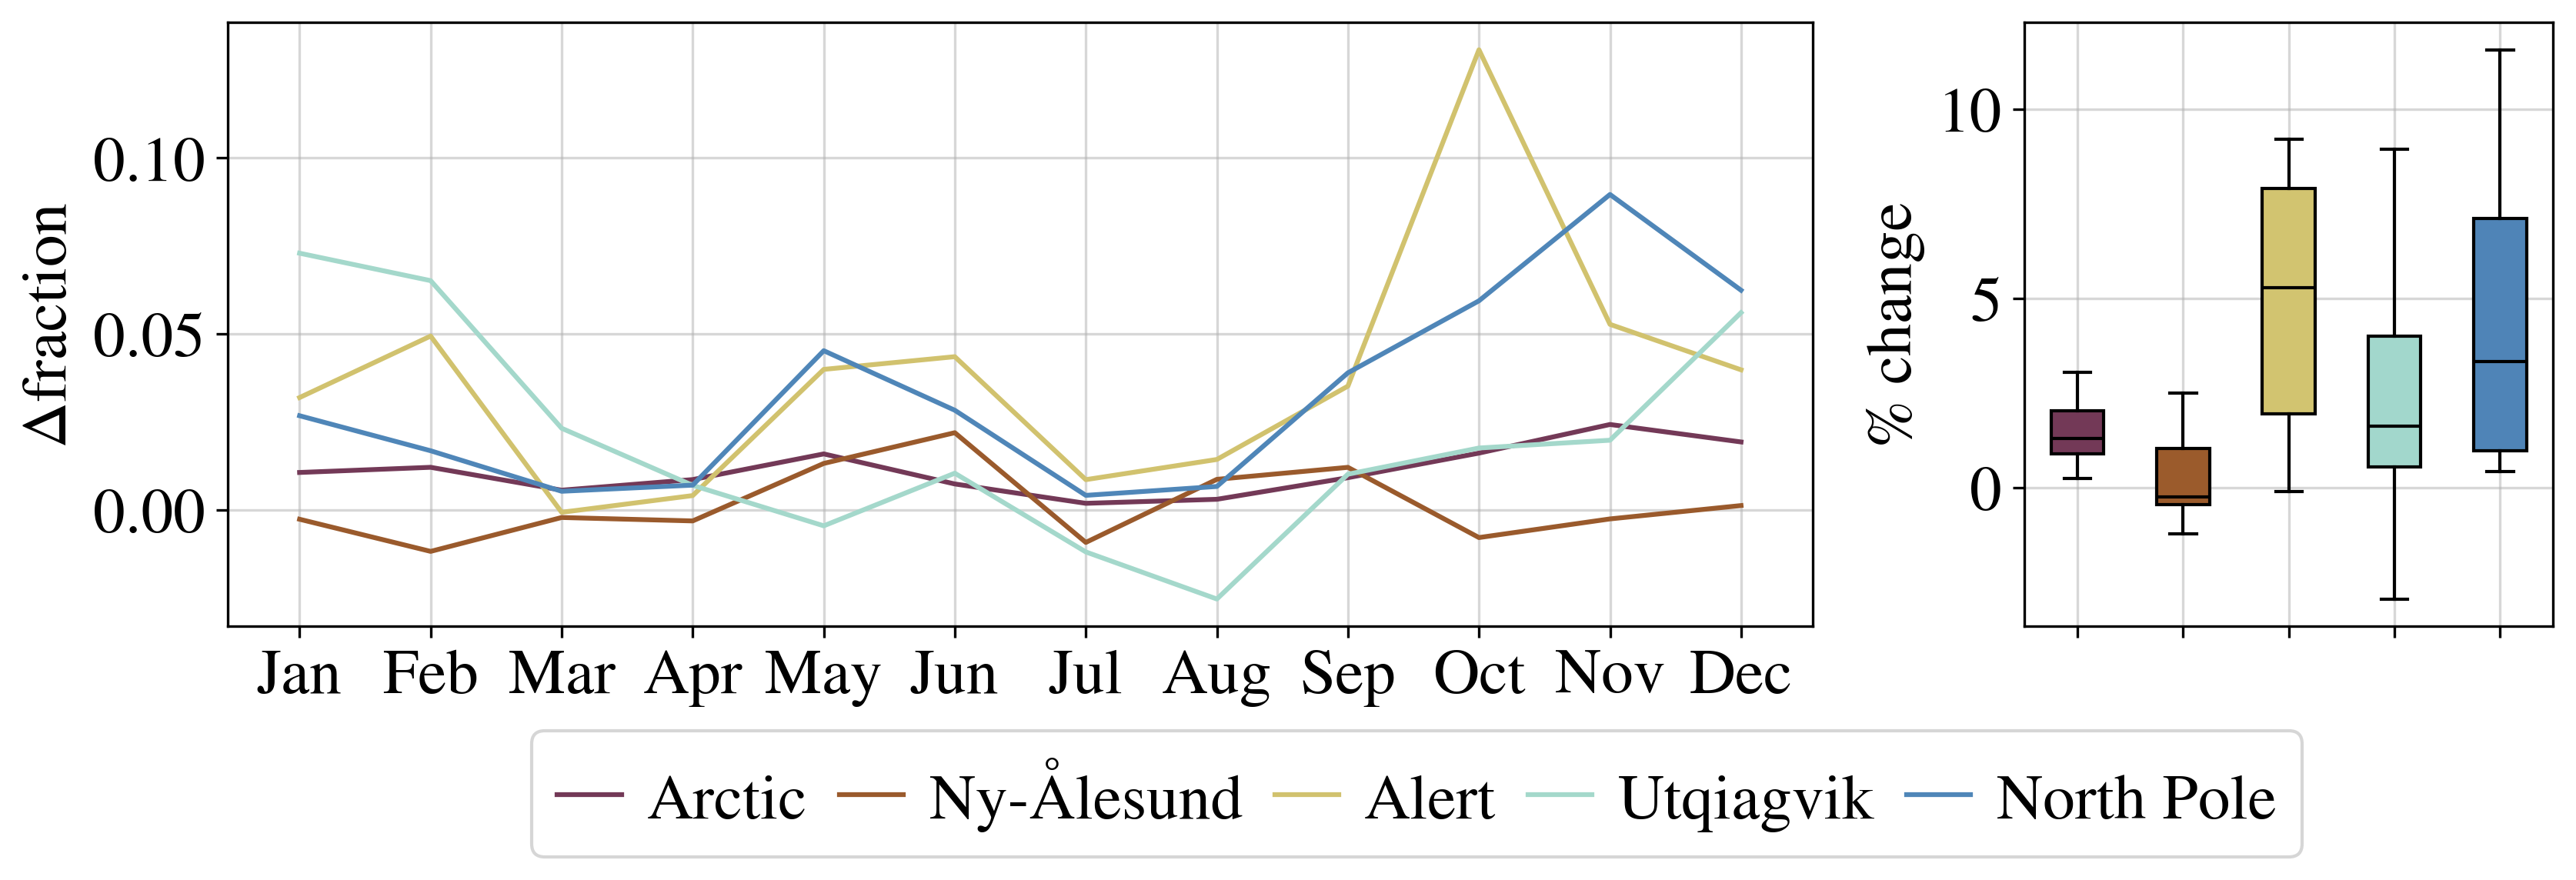 Δfraction
0.10
0.05
0.00
Jan Feb Mar Apr May Jun Jul Aug Sep Oct Nov Dec
% change
10
5
0
Arctic Ny-Ålesund Alert Utqiagvik North Pole